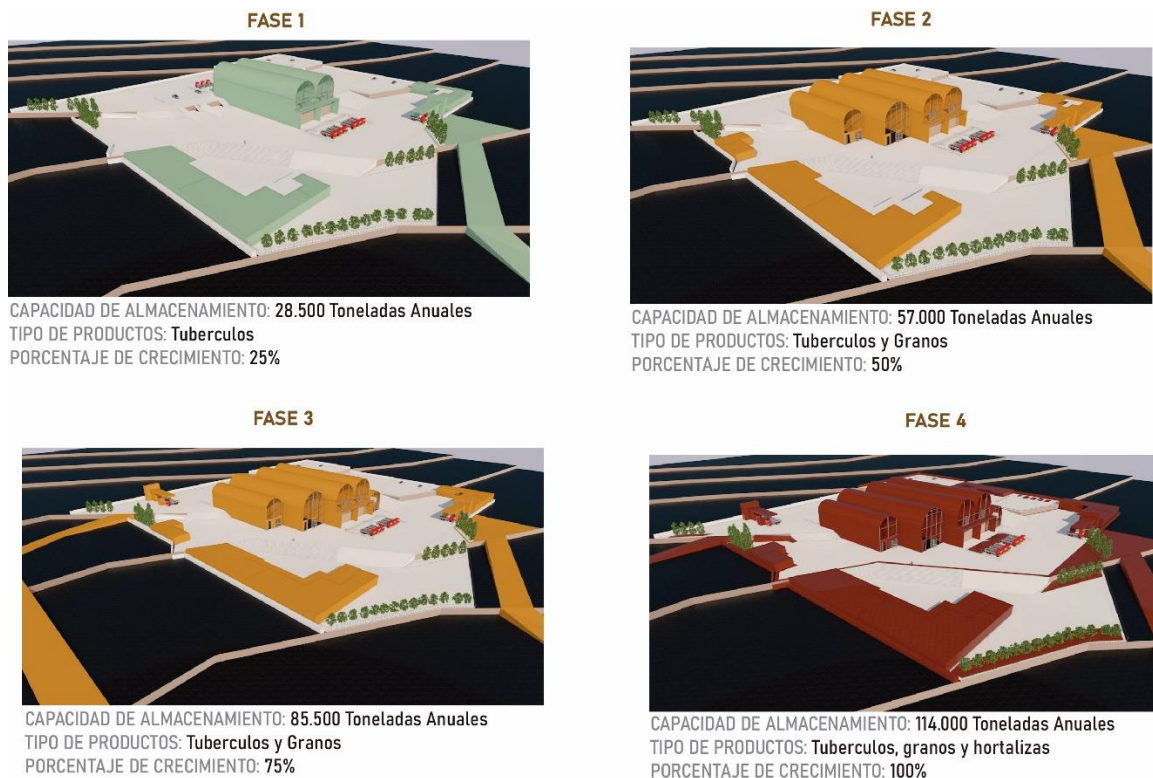 FASE 1
CAPACIDAD DE ALMACENAMIENTO: 28.500 Toneladas Anuales
TIPO DE PRODUCTOS: Tuberculos
PORCENTAJE DE CRECIMIENTO: 25%
FASE 2
CAPACIDAD DE ALMACENAMIENTO: 57.000 Toneladas Anuales
TIPO DE PRODUCTOS: Tuberculos y Granos
PORCENTAJE DE CRECIMIENTO: 50%
FASE 3
CAPACIDAD DE ALMACENAMIENTO: 85.500 Toneladas Anuales
TIPO DE PRODUCTOS: Tuberculos y Granos
PORCENTAJE DE CRECIMIENTO: 75%
FASE 4
CAPACIDAD DE ALMACENAMIENTO: 114.000 Toneladas Anuales
TIPO DE PRODUCTOS: Tuberculos, granos y hortalizas
PORCENTAJE DE CRECIMIENTO: 100%